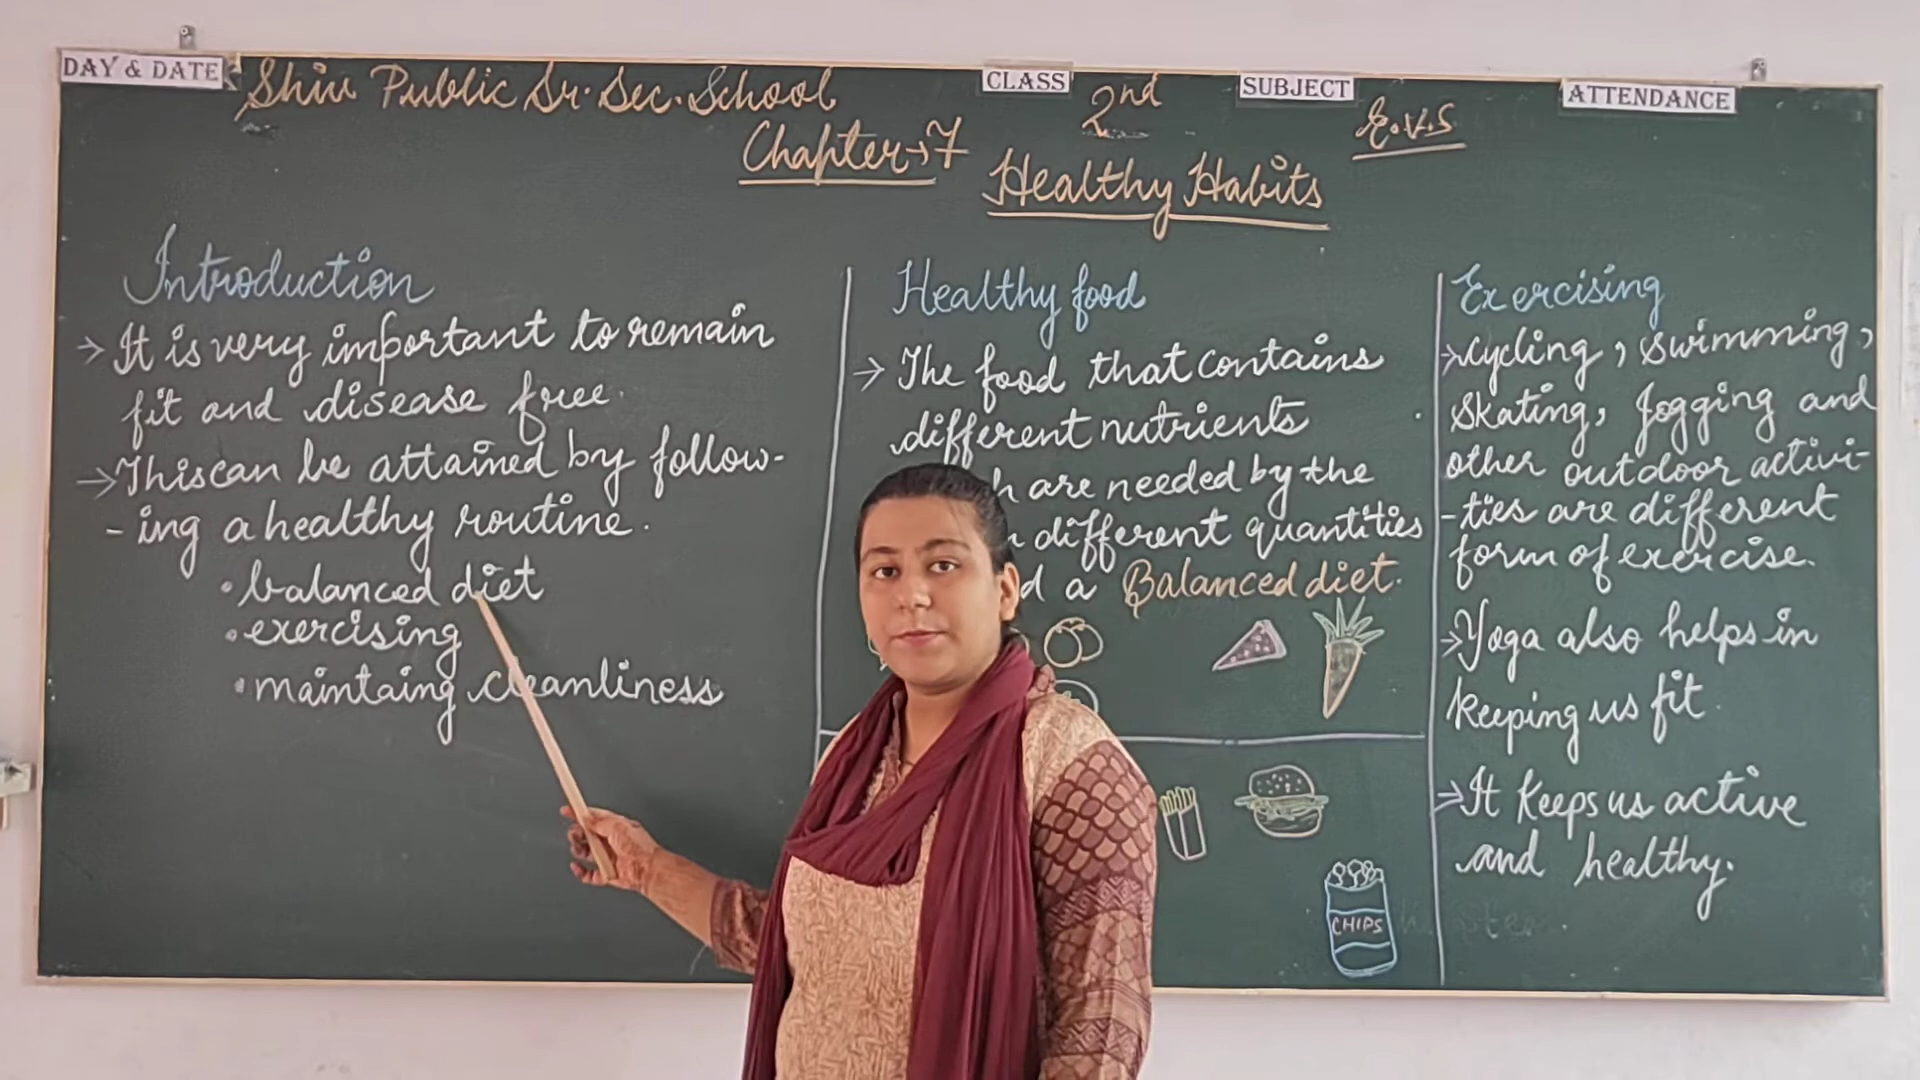 DAY & DATE
Shiv Public Sr. Sec. School
CLASS
2nd
SUBJECT
E.V.S
ATTENDANCE
Chapter→7
Healthy Habits
Introduction
→ It is very important to remain
fit and disease free.
→ This can be attained by follow-
- ing a healthy routine.
• balanced diet
• exercising
• maintaing cleanliness
Healthy food
→ The food that contains
different nutrients
are needed by the
different quantities
a Balanced diet.
CHIPS
Exercising
→ Cycling, swimming,
Skating, Jogging and
other outdoor activi-
-ties are different
form of exercise.
→ Yoga also helps in
keeping us fit.
→ It keeps us active
and healthy.